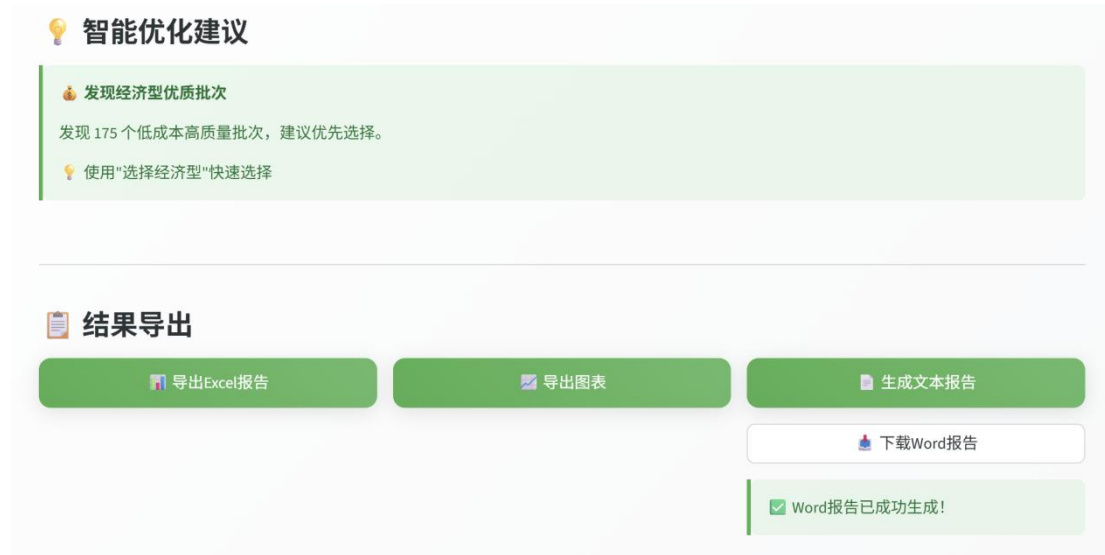 💡 智能优化建议
💰 发现经济型优质批次
发现 175 个低成本高质量批次，建议优先选择。
💡 使用"选择经济型"快速选择
📋 结果导出
📊 导出Excel报告
📈 导出图表
📄 生成文本报告
📥 下载Word报告
✅ Word报告已成功生成！